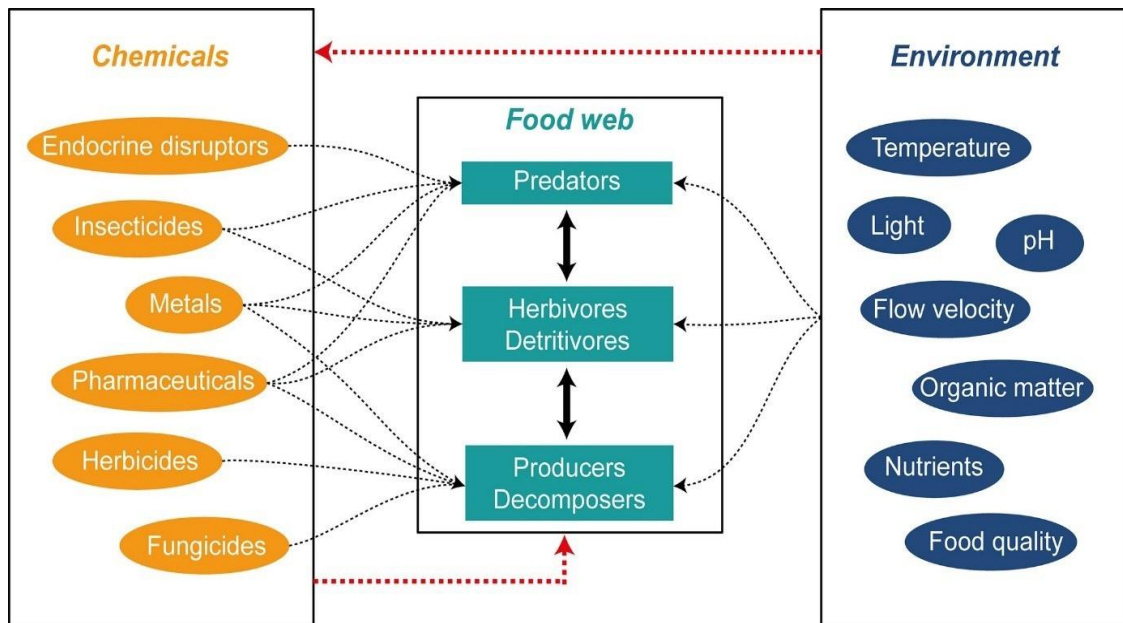 Chemicals
Endocrine disruptors
Insecticides
Metals
Pharmaceuticals
Herbicides
Fungicides
Food web
Predators
Herbivores
Detritivores
Producers
Decomposers
Environment
Temperature
Light
pH
Flow velocity
Organic matter
Nutrients
Food quality